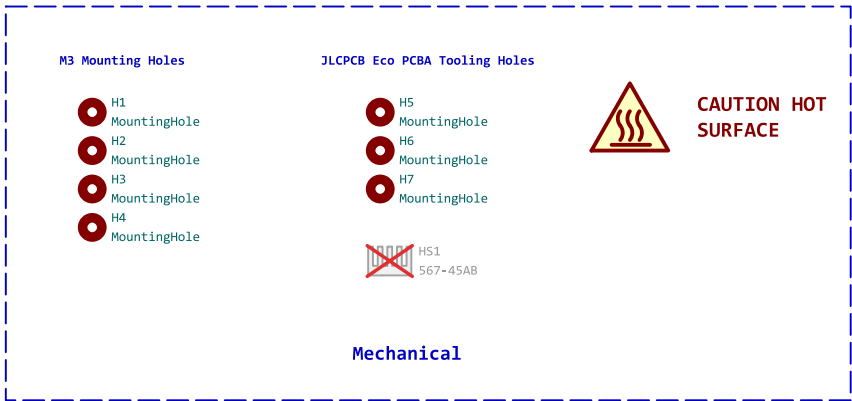 M3 Mounting Holes
H1
MountingHole
H2
MountingHole
H3
MountingHole
H4
MountingHole
JLCPCB Eco PCBA Tooling Holes
H5
MountingHole
H6
MountingHole
H7
MountingHole
HS1
567-45AB
CAUTION HOT
SURFACE
Mechanical